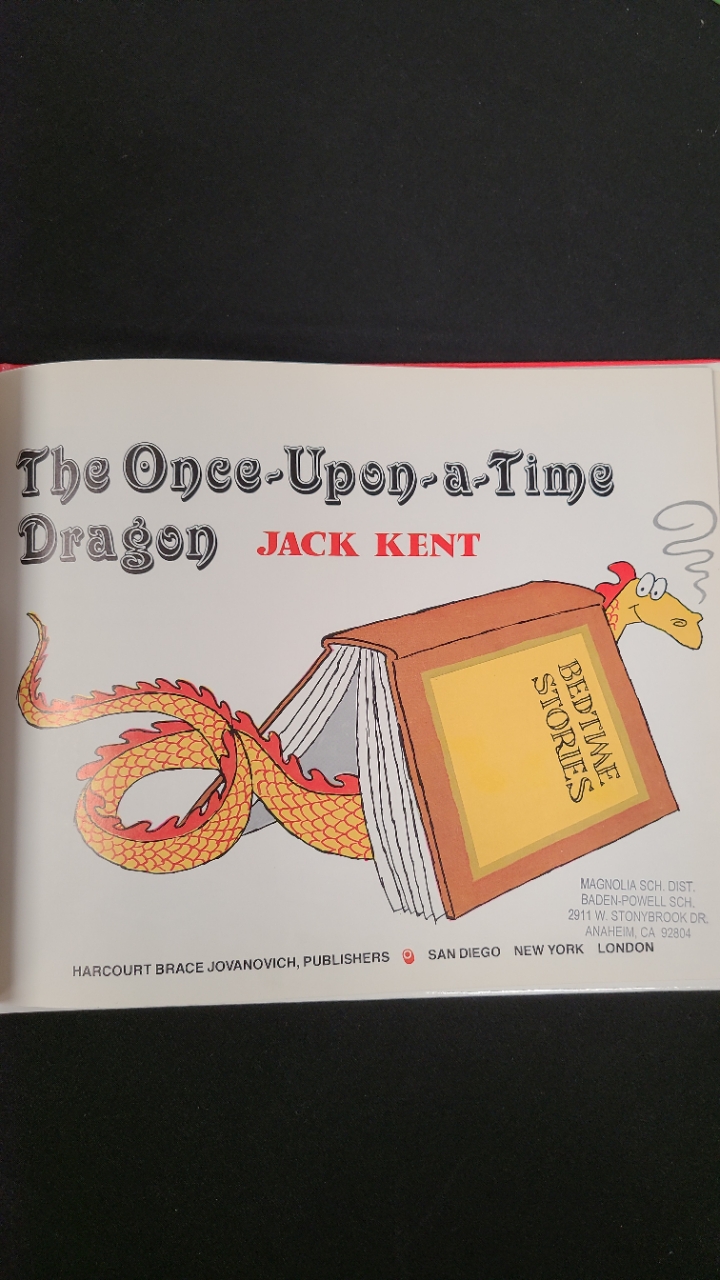 The Once-Upon-a-Time
Dragon JACK KENT
BEDTIME
STORIES
MAGNOLIA SCH. DIST.
BADEN-POWELL SCH.
2911 W. STONYBROOK DR.
ANAHEIM, CA 92804
HARCOURT BRACE JOVANOVICH, PUBLISHERS SAN DIEGO NEW YORK LONDON